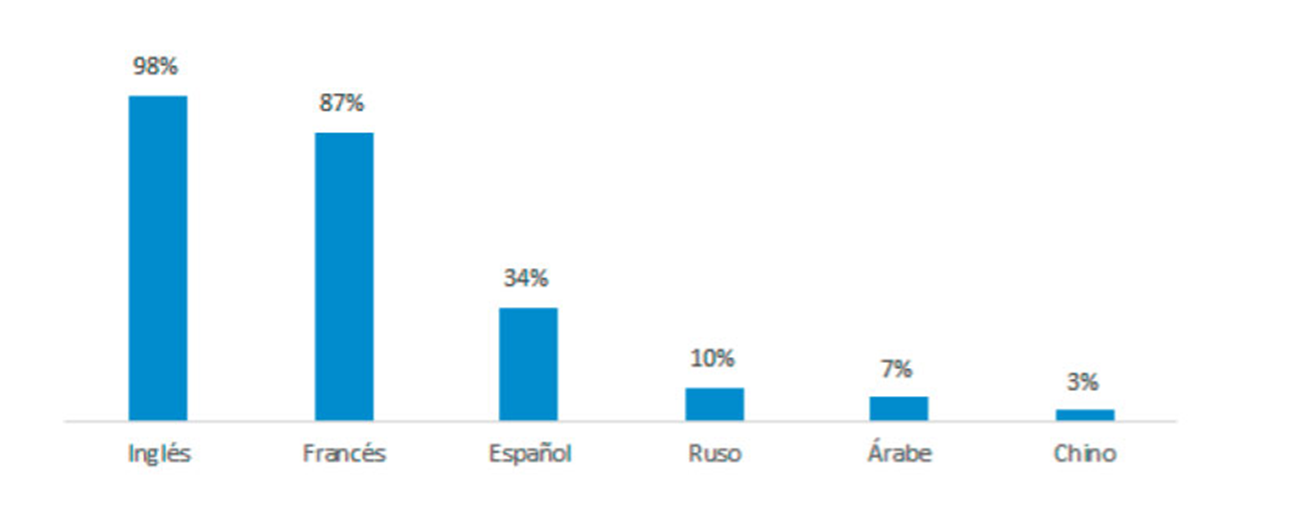 98%
87%
34%
10%
7%
3%
Inglés
Francés
Español
Ruso
Árabe
Chino